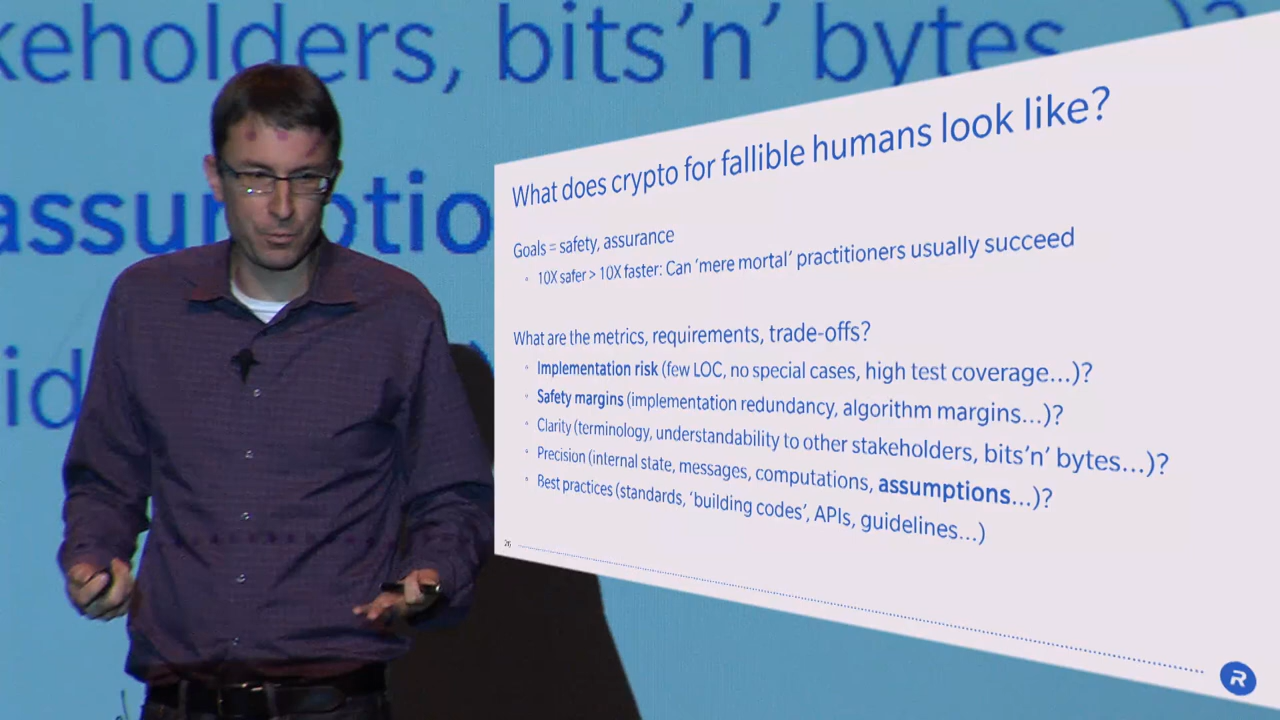 keholders, bits'n' bytes...)?
assumptio
id
What does crypto for fallible humans look like?
Goals = safety, assurance
• 10X safer > 10X faster: Can 'mere mortal' practitioners usually succeed
What are the metrics, requirements, trade-offs?
• Implementation risk (few LOC, no special cases, high test coverage…)?
• Safety margins (implementation redundancy, algorithm margins…)?
• Clarity (terminology, understandability to other stakeholders, bits'n' bytes…)?
• Precision (internal state, messages, computations, assumptions…)?
• Best practices (standards, 'building codes', APIs, guidelines…)
26
R